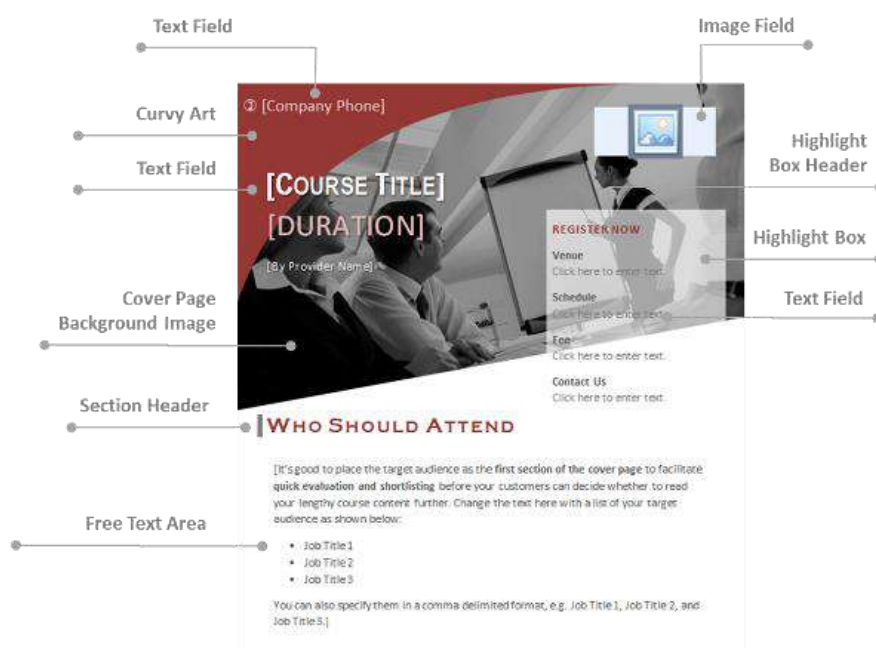 Text Field
Image Field
② [Company Phone]
Curvy Art
Highlight
Box Header
Text Field
[COURSE TITLE]
[DURATION]
[By Provider Name]
REGISTER NOW
Highlight Box
Venue
Click here to enter text.
Schedule
Click here to enter text.
Text Field
Fee
Click here to enter text.
Contact Us
Click here to enter text.
Cover Page
Background Image
Section Header
WHO SHOULD ATTEND
[It's good to place the target audience as the first section of the cover page to facilitate
quick evaluation and shortlisting before your customers can decide whether to read
your lengthy course content further. Change the text here with a list of your target
audience as shown below:
Free Text Area
• Job Title 1
• Job Title 2
• Job Title 3
You can also specify them in a comma delimited format, e.g. Job Title 1, Job Title 2, and
Job Title 3.]